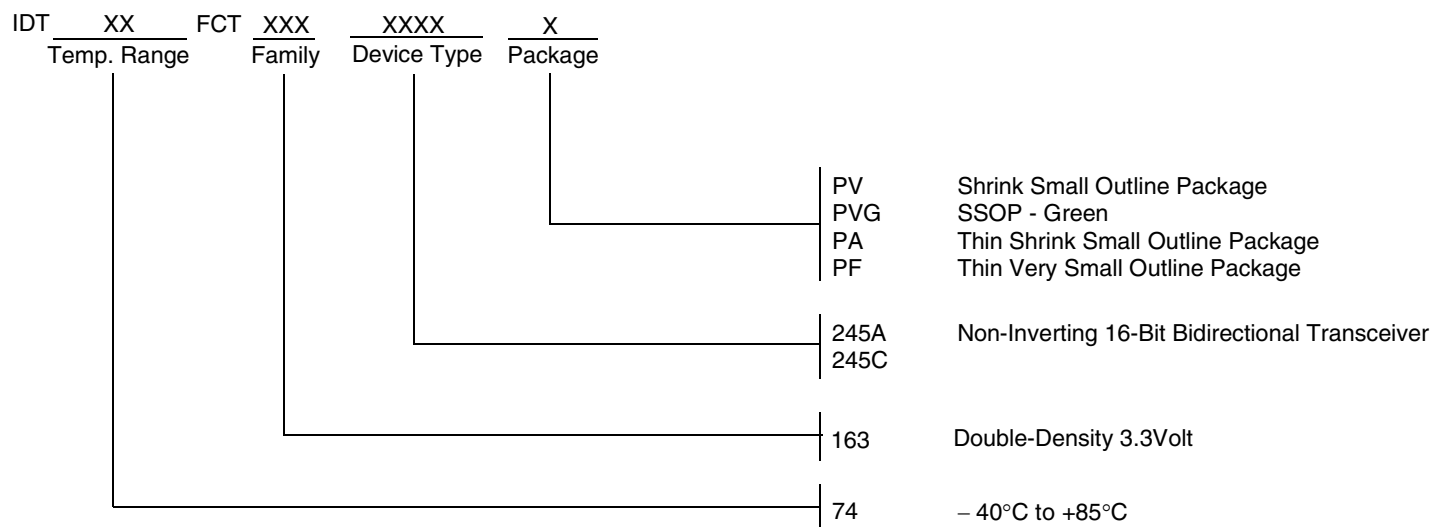 IDT XX FCT XXX XXXX X
Temp. Range Family Device Type Package
PV Shrink Small Outline Package
PVG SSOP - Green
PA Thin Shrink Small Outline Package
PF Thin Very Small Outline Package
245A Non-Inverting 16-Bit Bidirectional Transceiver
245C
163 Double-Density 3.3Volt
74 – 40°C to +85°C